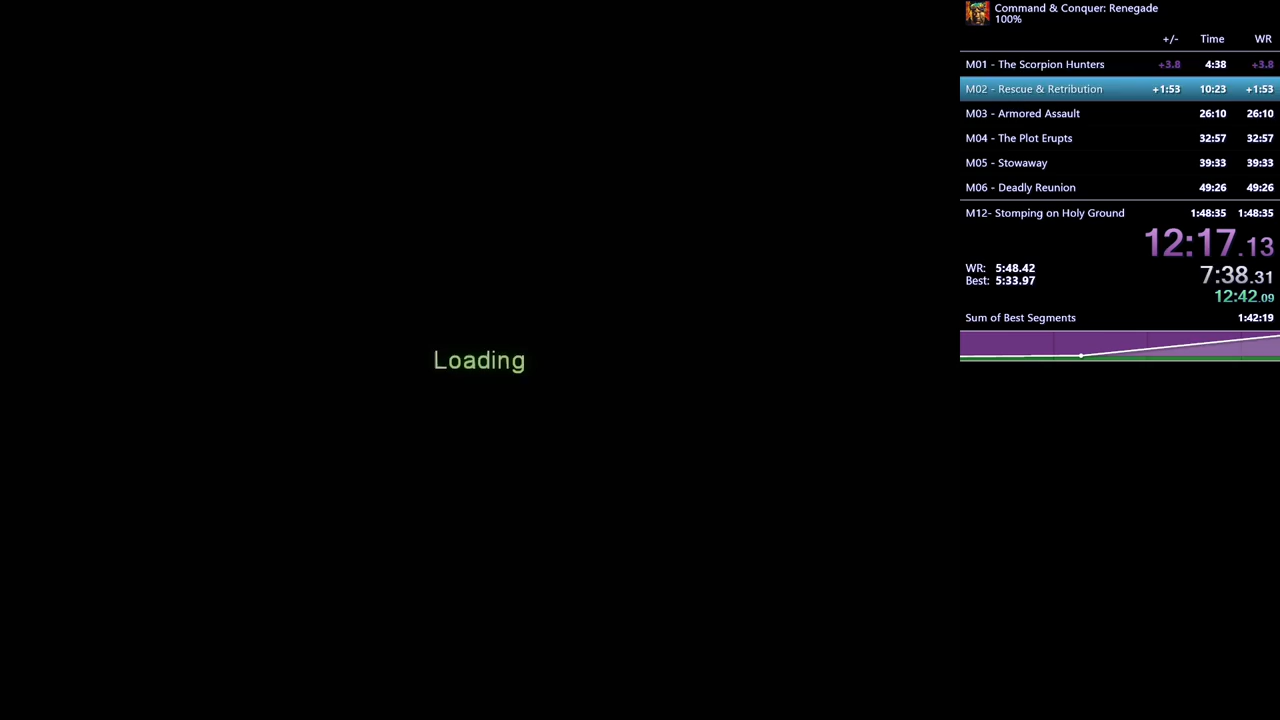 Command & Conquer: Renegade
100%
+/- Time WR
M01 - The Scorpion Hunters +3.8 4:38 +3.8
M02 - Rescue & Retribution +1:53 10:23 +1:53
M03 - Armored Assault 26:10 26:10
M04 - The Plot Erupts 32:57 32:57
M05 - Stowaway 39:33 39:33
M06 - Deadly Reunion 49:26 49:26
M12- Stomping on Holy Ground 1:48:35 1:48:35
12:17.13
WR: 5:48.42 7:38.31
Best: 5:33.97
12:42.09
Sum of Best Segments 1:42:19
Loading